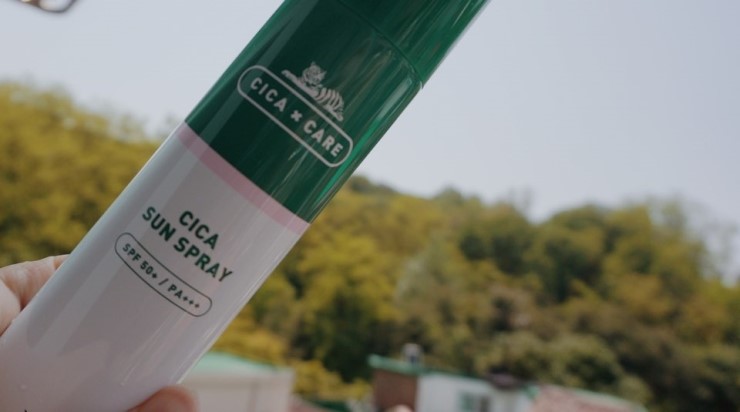 CICA × CARE
CICA
SUN SPRAY
SPF 50+ / PA+++